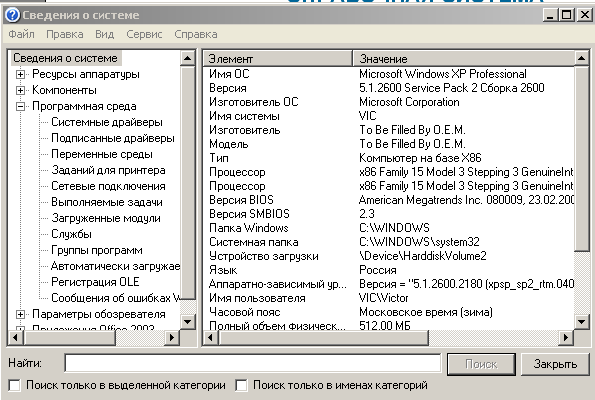 СПРАВОЧНАЯ СИСТЕМА
Сведения о системе
Файл Правка Вид Сервис Справка
Сведения о системе
Ресурсы аппаратуры
Компоненты
Программная среда
Системные драйверы
Подписанные драйверы
Переменные среды
Заданий для принтера
Сетевые подключения
Выполняемые задачи
Загруженные модули
Службы
Группы программ
Автоматически загружае
Регистрация OLE
Сообщения об ошибках W
Параметры обозревателя
Приложения Office 2003
Элемент Значение
Имя ОС Microsoft Windows XP Professional
Версия 5.1.2600 Service Pack 2 Сборка 2600
Изготовитель ОС Microsoft Corporation
Имя системы VIC
Изготовитель To Be Filled By O.E.M.
Модель To Be Filled By O.E.M.
Тип Компьютер на базе X86
Процессор x86 Family 15 Model 3 Stepping 3 GenuineInt
Процессор x86 Family 15 Model 3 Stepping 3 GenuineInt
Версия BIOS American Megatrends Inc. 080009, 23.02.200
Версия SMBIOS 2.3
Папка Windows C:\WINDOWS
Системная папка C:\WINDOWS\system32
Устройство загрузки \Device\HarddiskVolume2
Язык Россия
Аппаратно-зависимый ур... Версия = "5.1.2600.2180 (xpsp_sp2_rtm.040
Имя пользователя VIC\Victor
Часовой пояс Московское время (зима)
Полный объем физическ... 512,00 МБ
Найти: Поиск Закрыть
Поиск только в выделенной категории Поиск только в именах категорий